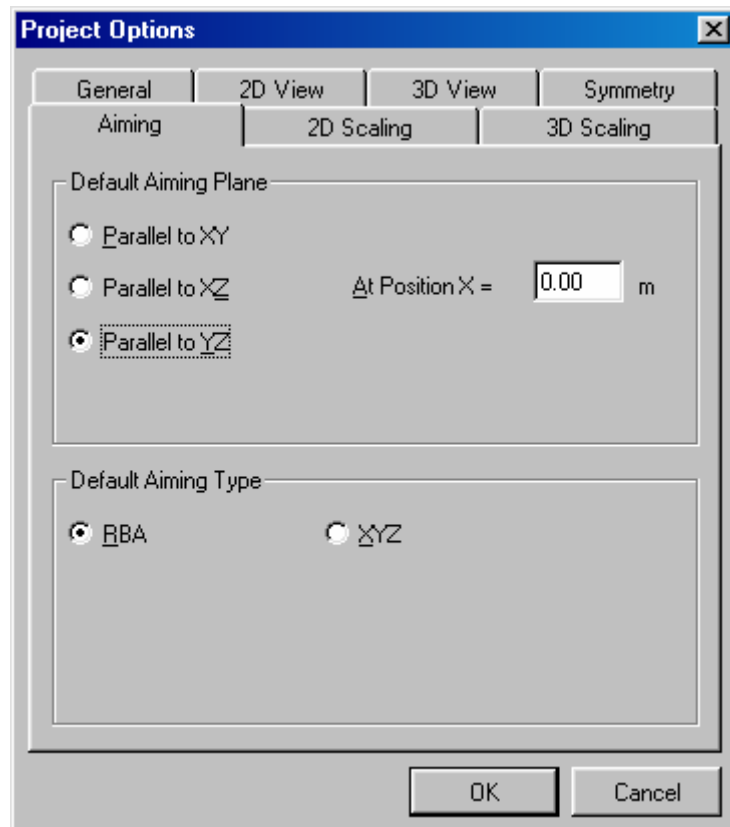 Project Options
General 2D View 3D View Symmetry
Aiming 2D Scaling 3D Scaling
Default Aiming Plane
Parallel to XY
Parallel to XZ At Position X = 0.00 m
Parallel to YZ
Default Aiming Type
RBA XYZ
OK Cancel